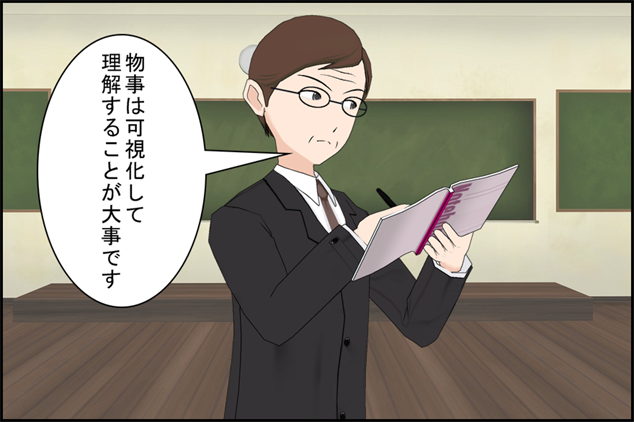 物事は可視化して
理解することが大事です